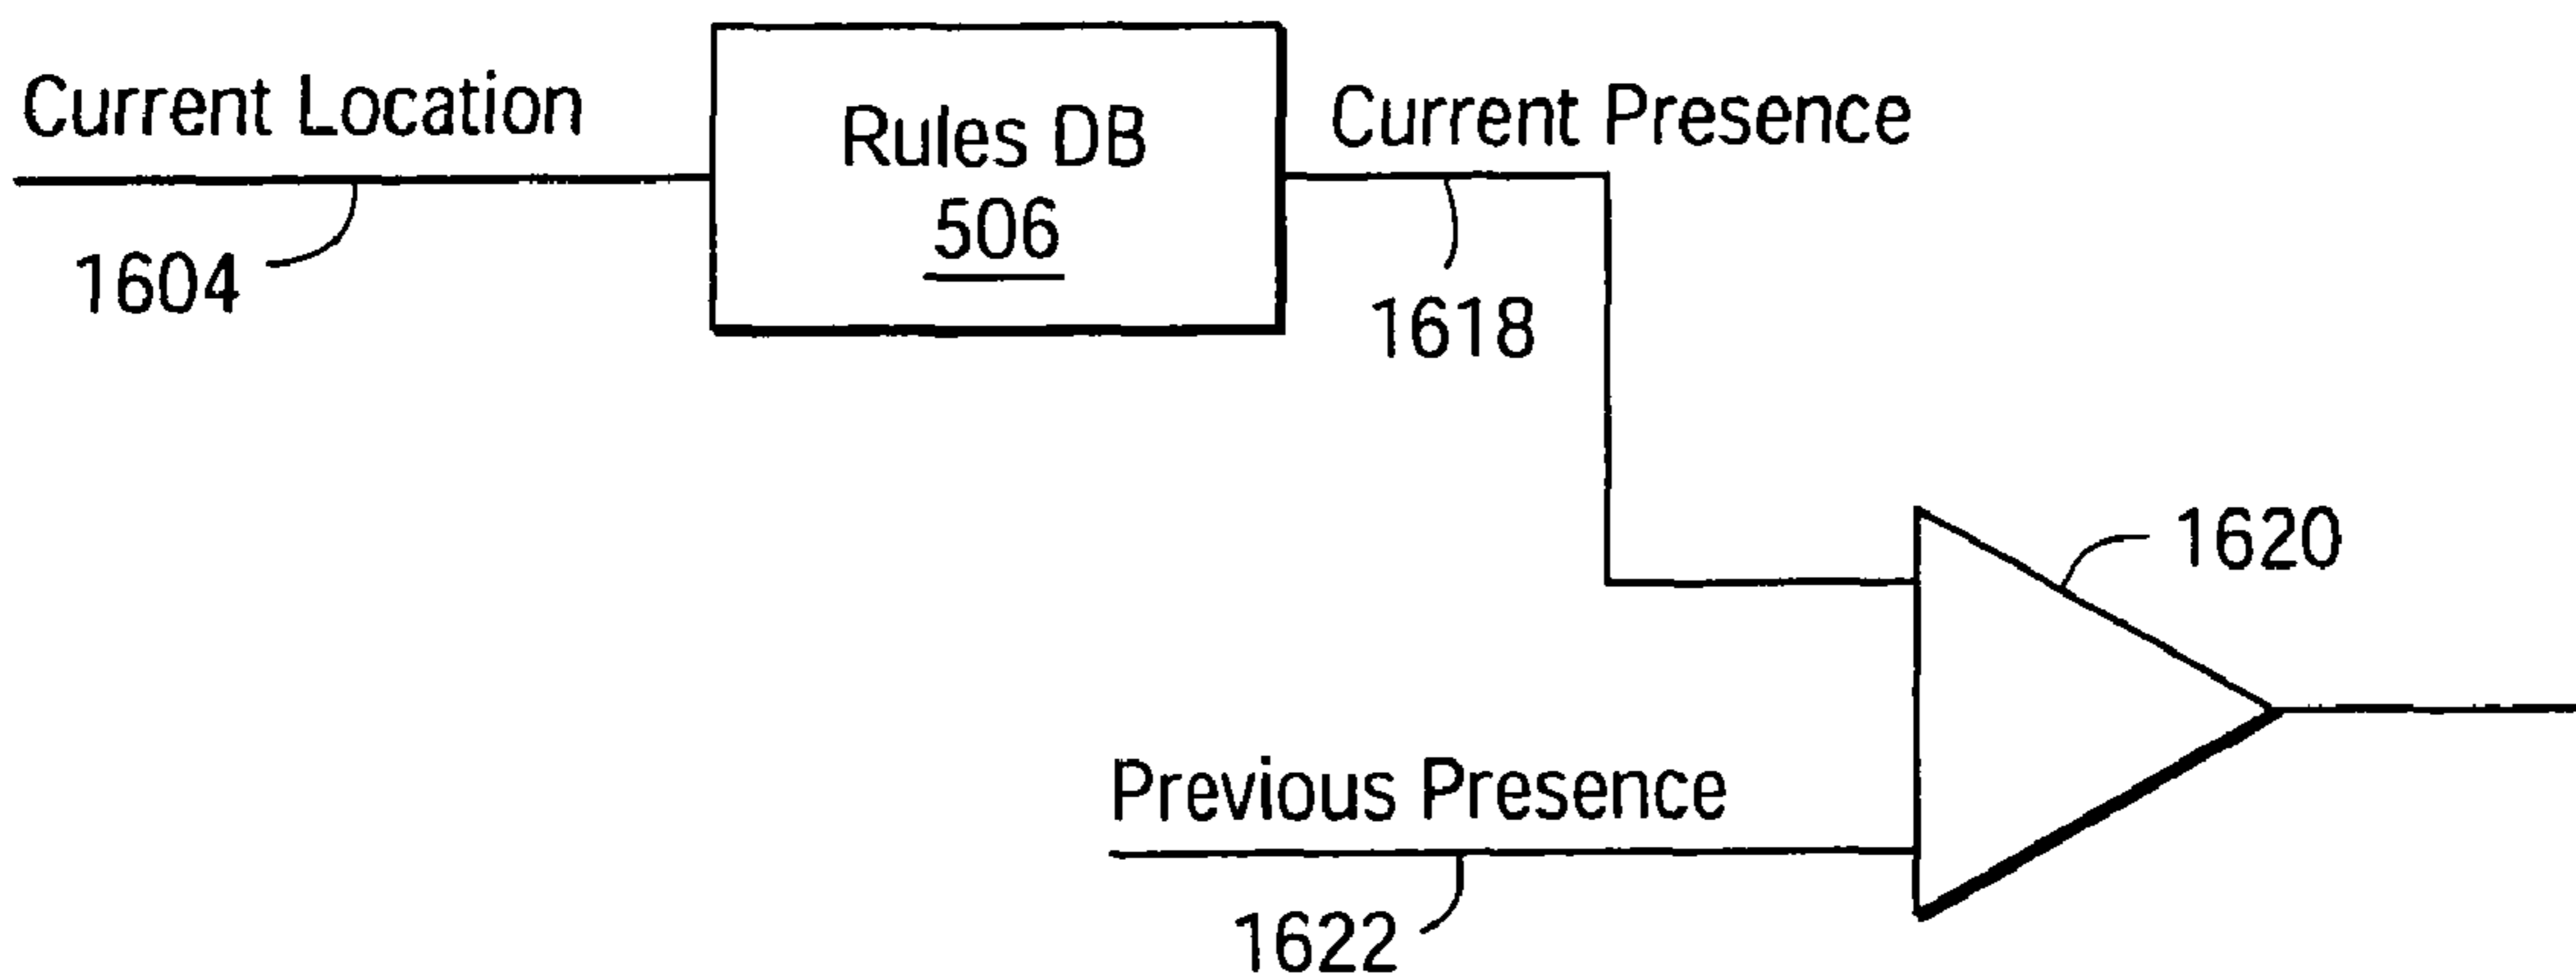 Current Location
Rules DB
506
Current Presence
1604
1618
1620
Previous Presence
1622